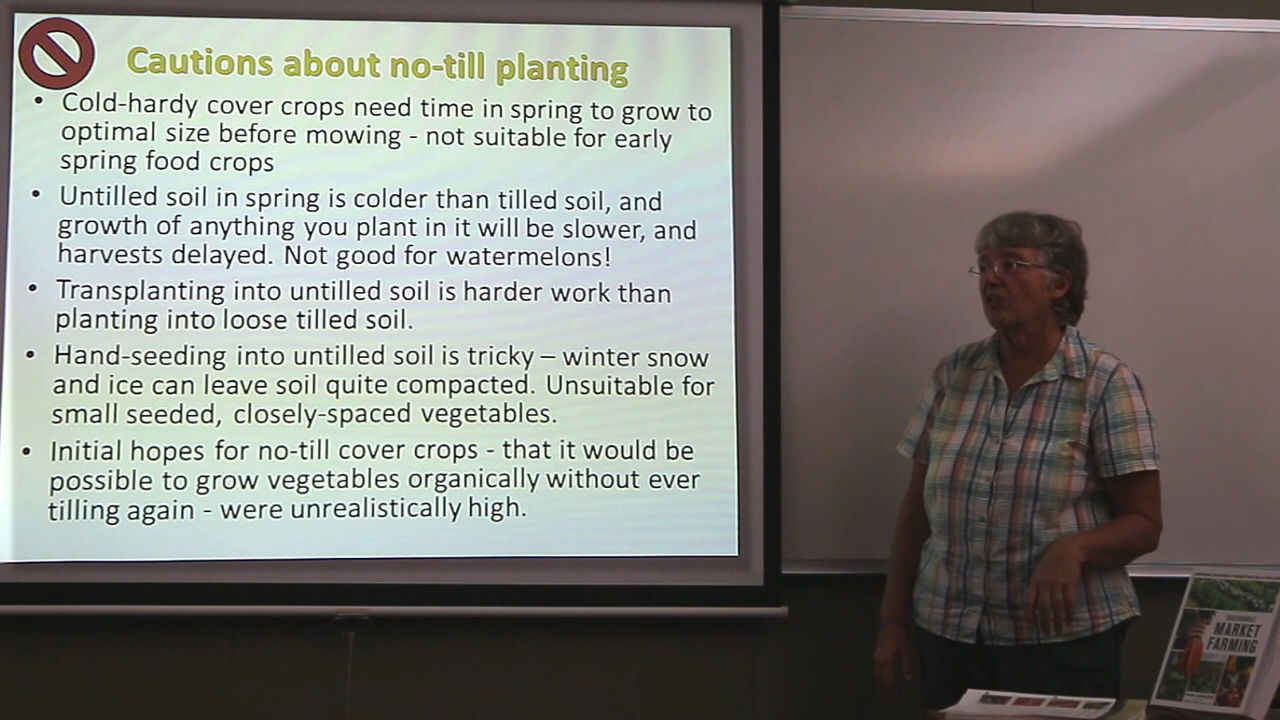 Cautions about no-till planting
• Cold-hardy cover crops need time in spring to grow to
optimal size before mowing - not suitable for early
spring food crops
• Untilled soil in spring is colder than tilled soil, and
growth of anything you plant in it will be slower, and
harvests delayed. Not good for watermelons!
• Transplanting into untilled soil is harder work than
planting into loose tilled soil.
• Hand-seeding into untilled soil is tricky – winter snow
and ice can leave soil quite compacted. Unsuitable for
small seeded, closely-spaced vegetables.
• Initial hopes for no-till cover crops - that it would be
possible to grow vegetables organically without ever
tilling again - were unrealistically high.
MARKET
FARMING